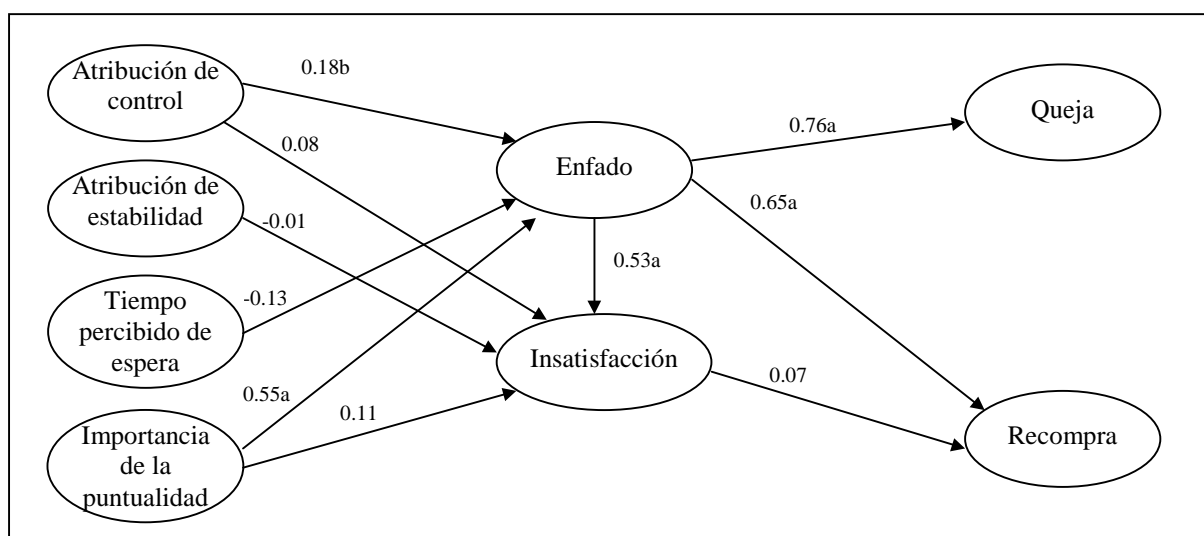 Atribución de
control
0.18b
0.08
Atribución de
estabilidad
-0.01
Tiempo
percibido de
espera
-0.13
Importancia
de la
puntualidad
0.55a
0.11
Enfado
0.53a
Insatisfacción
0.76a
0.65a
0.07
Queja
Recompra